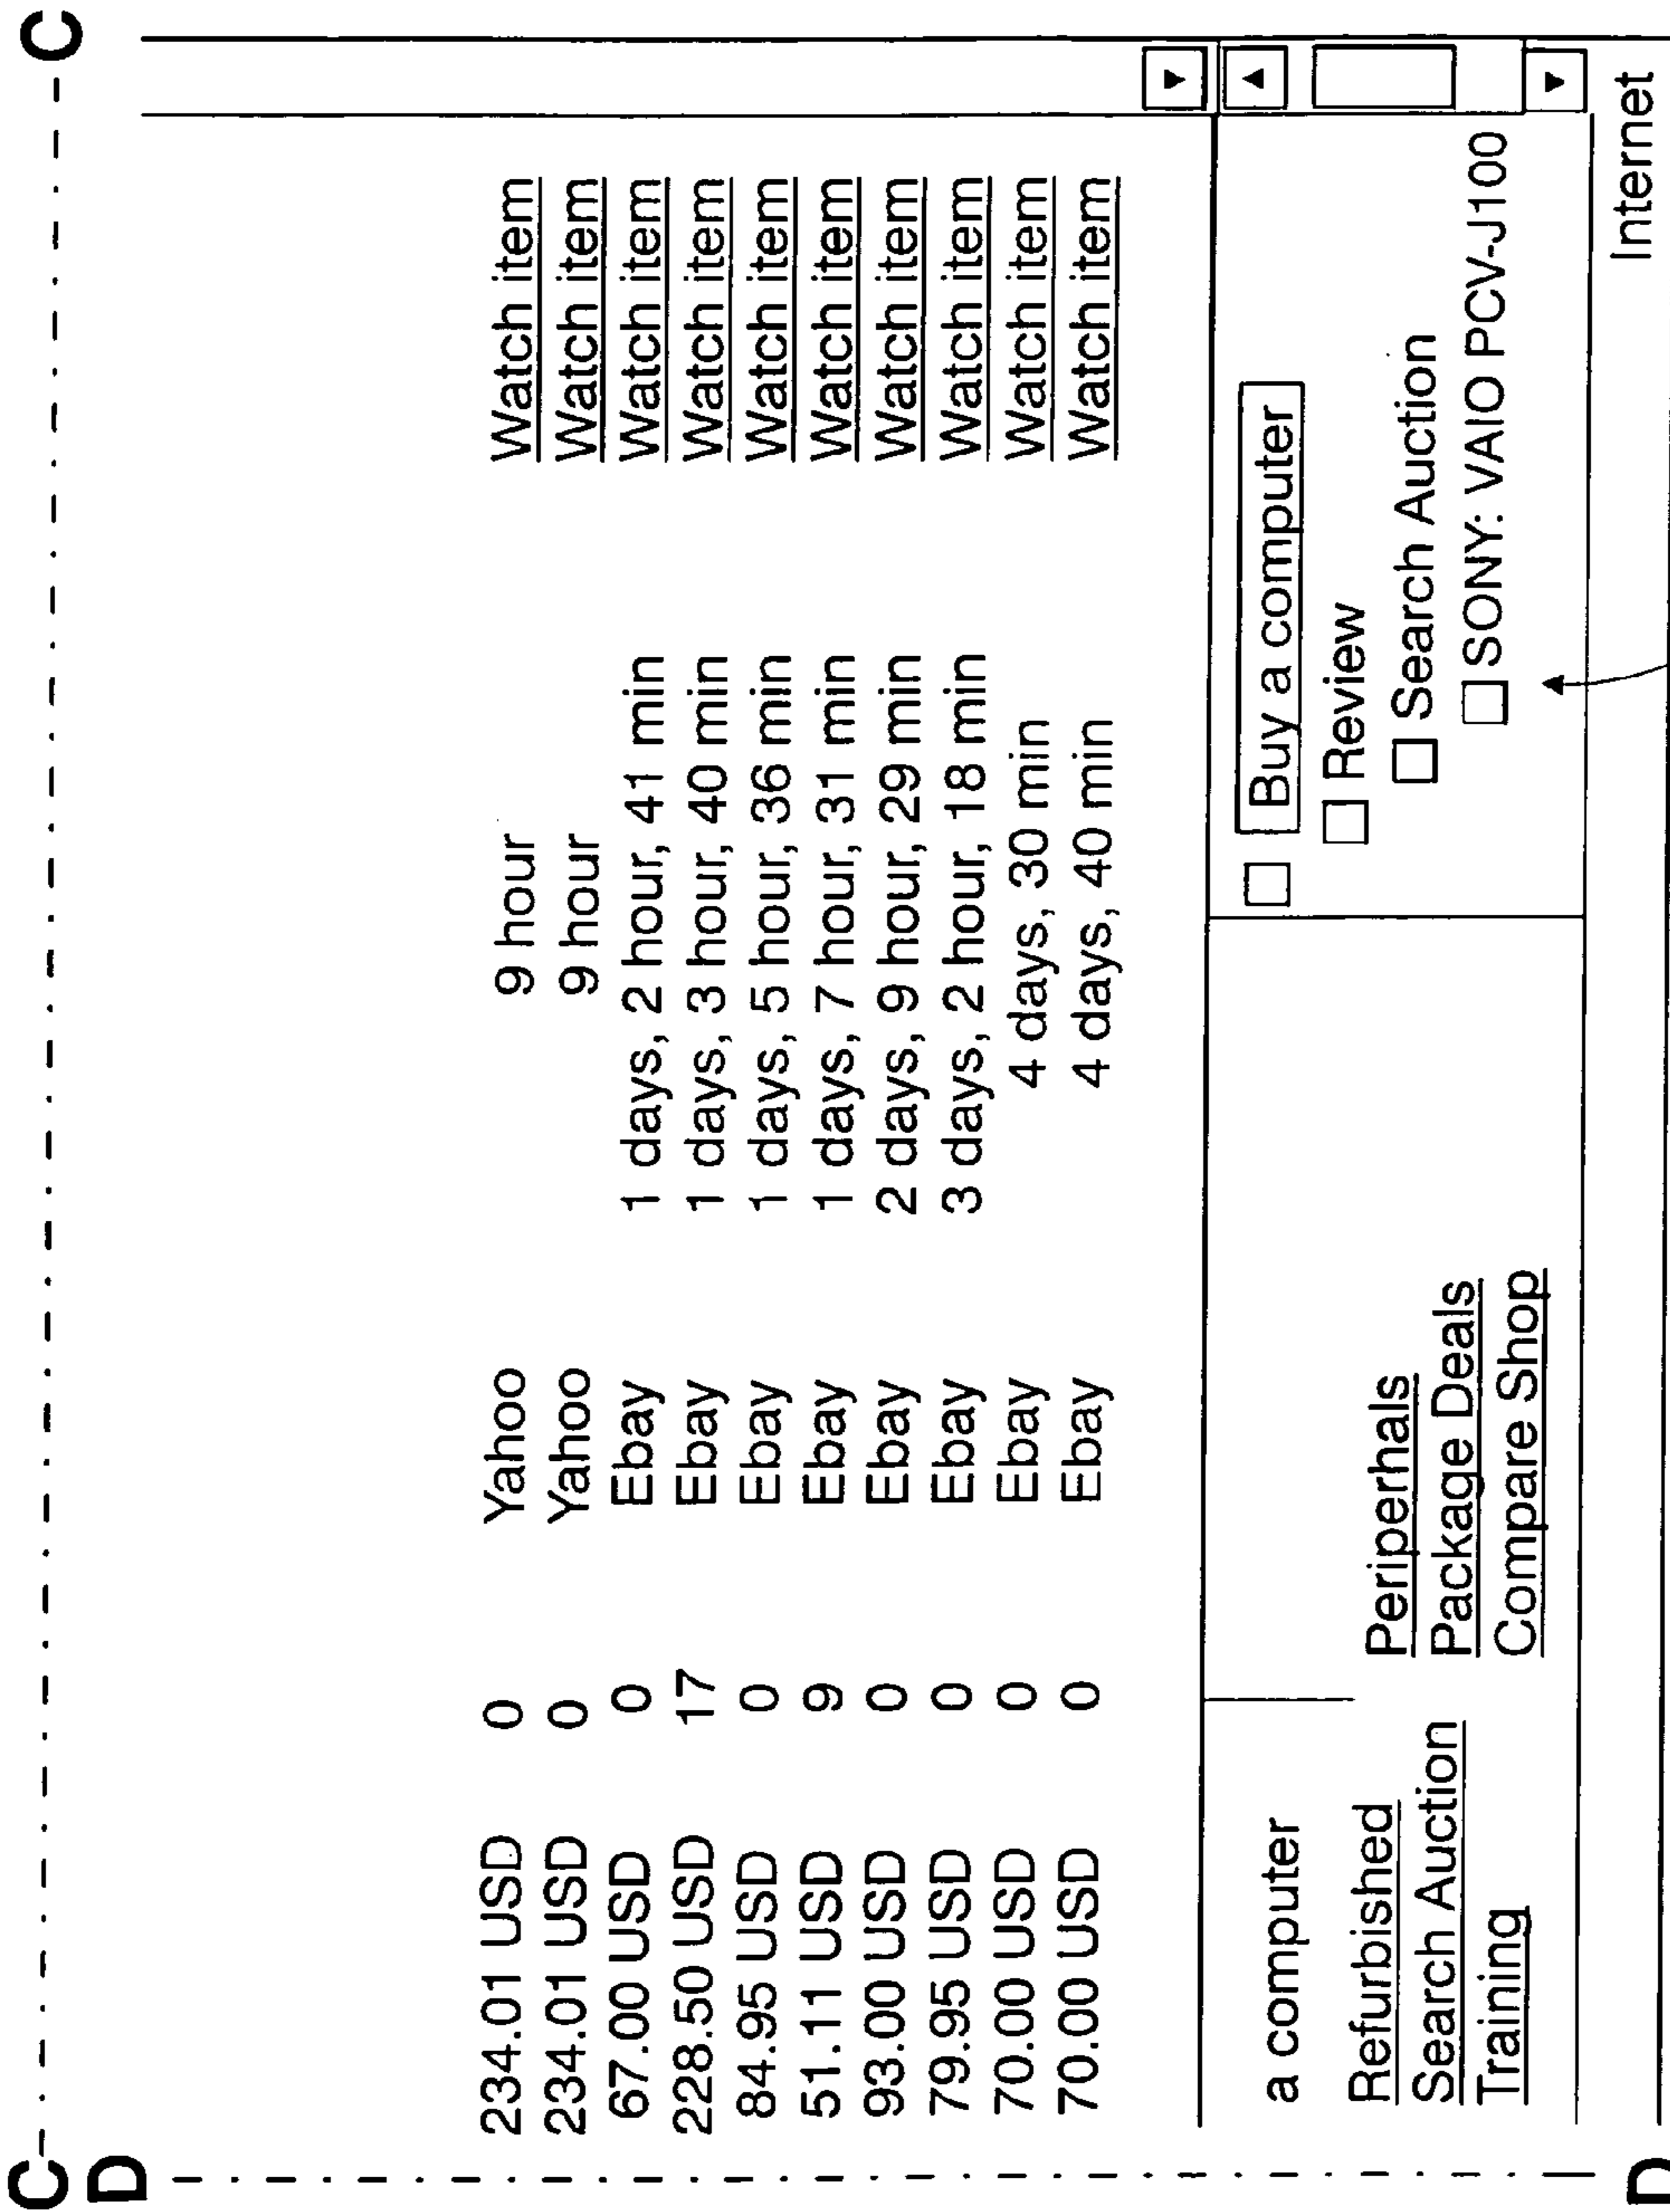 C C
D
234.01 USD 0 Yahoo 9 hour Watch item
234.01 USD 0 Yahoo 9 hour Watch item
67.00 USD 0 Ebay 1 days, 2 hour, 41 min Watch item
228.50 USD 17 Ebay 1 days, 3 hour, 40 min Watch item
84.95 USD 0 Ebay 1 days, 5 hour, 36 min Watch item
51.11 USD 9 Ebay 1 days, 7 hour, 31 min Watch item
93.00 USD 0 Ebay 2 days, 9 hour, 29 min Watch item
79.95 USD 0 Ebay 3 days, 2 hour, 18 min Watch item
70.00 USD 0 Ebay 4 days, 30 min Watch item
70.00 USD 0 Ebay 4 days, 40 min Watch item
a computer
Refurbished Periperhals
Search Auction Package Deals
Training Compare Shop
Buy a computer
Review
Search Auction
SONY: VAIO PCV-J100
Internet
D